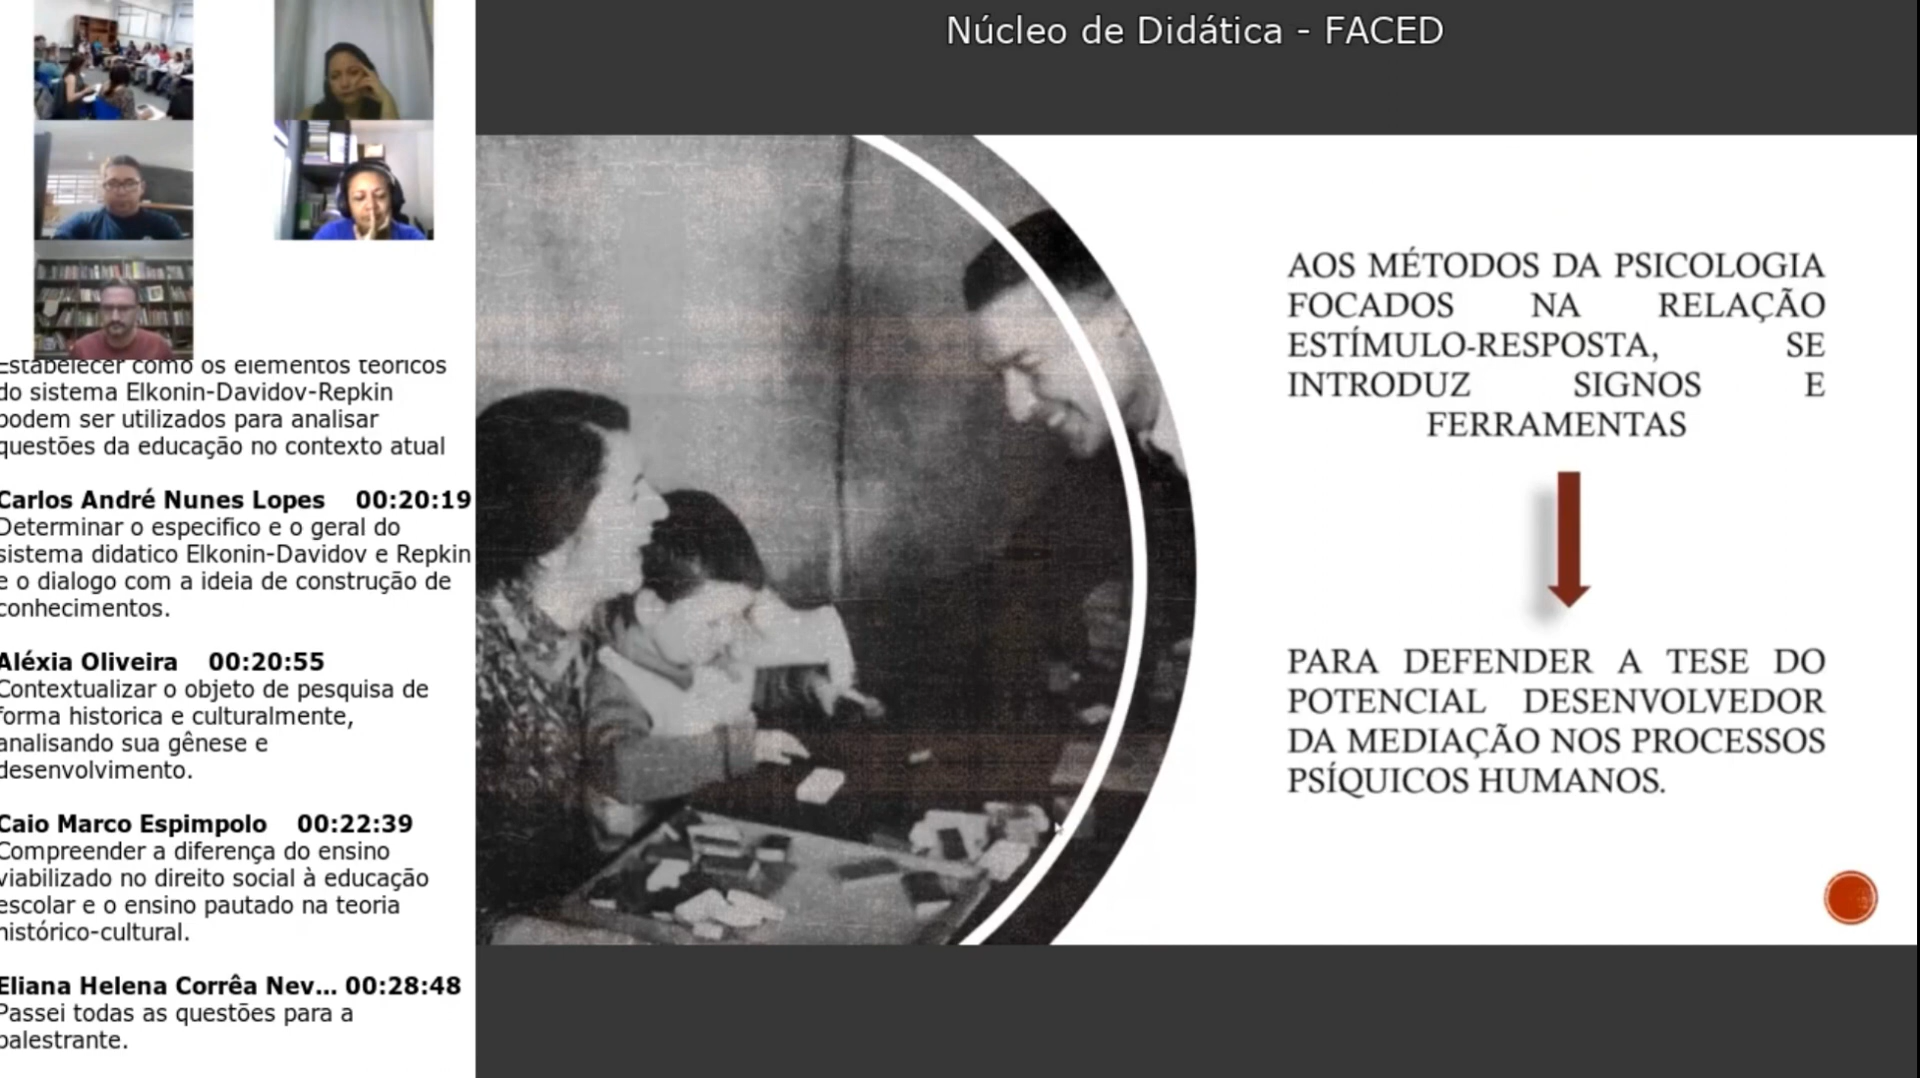 Núcleo de Didática - FACED
Estabelecer como os elementos teóricos
do sistema Elkonin-Davidov-Repkin
podem ser utilizados para analisar
questões da educação no contexto atual
Carlos André Nunes Lopes 00:20:19
Determinar o especifico e o geral do
sistema didatico Elkonin-Davidov e Repkin
e o dialogo com a ideia de construção de
conhecimentos.
Aléxia Oliveira 00:20:55
Contextualizar o objeto de pesquisa de
forma historica e culturalmente,
analisando sua gênese e
desenvolvimento.
Caio Marco Espimpolo 00:22:39
Compreender a diferença do ensino
viabilizado no direito social à educação
escolar e o ensino pautado na teoria
histórico-cultural.
Eliana Helena Corrêa Nev... 00:28:48
Passei todas as questões para a
palestrante.
AOS MÉTODOS DA PSICOLOGIA
FOCADOS NA RELAÇÃO
ESTÍMULO-RESPOSTA, SE
INTRODUZ SIGNOS E
FERRAMENTAS
PARA DEFENDER A TESE DO
POTENCIAL DESENVOLVEDOR
DA MEDIAÇÃO NOS PROCESSOS
PSÍQUICOS HUMANOS.